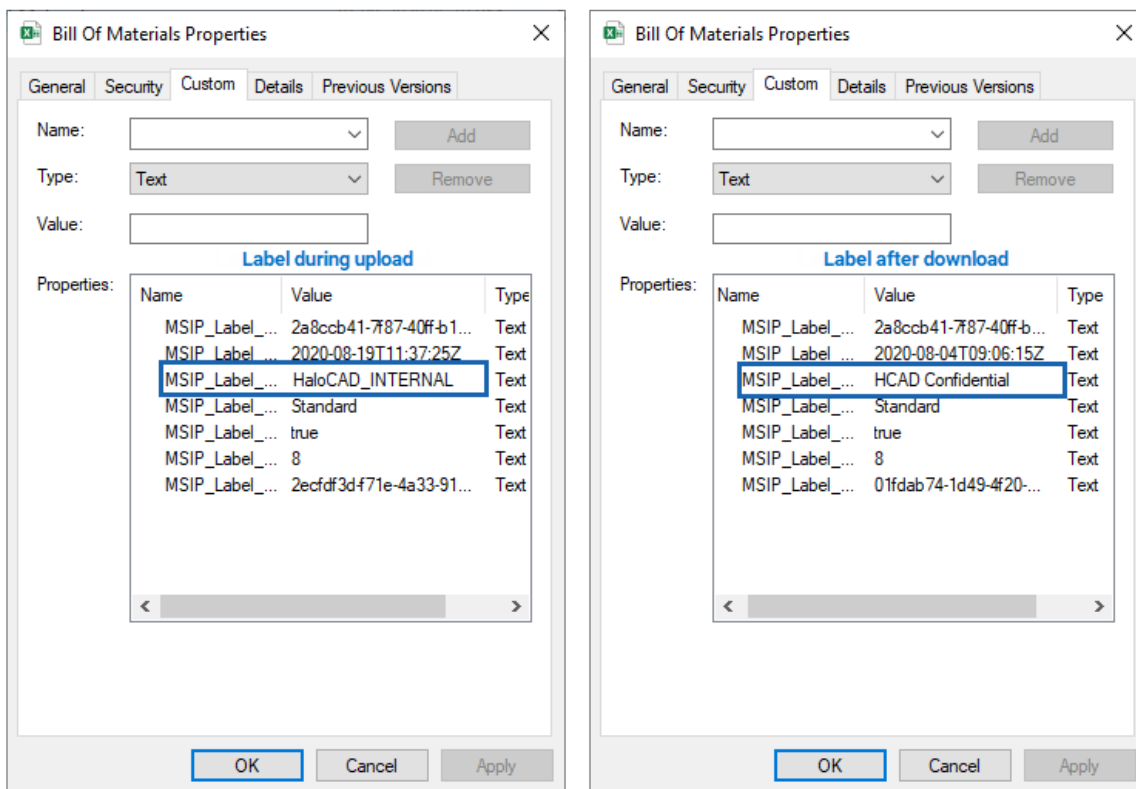 Bill Of Materials Properties
General Security Custom Details Previous Versions
Name: Add
Type: Text Remove
Value:
Label during upload
Properties:
Name Value Type
MSIP_Label_... 2a8ccb41-7f87-40ff-b1... Text
MSIP_Label_... 2020-08-19T11:37:25Z Text
MSIP_Label_... HaloCAD_INTERNAL Text
MSIP_Label_... Standard Text
MSIP_Label_... true Text
MSIP_Label_... 8 Text
MSIP_Label_... 2ecfdf3d-f71e-4a33-91... Text
OK Cancel Apply
Bill Of Materials Properties
General Security Custom Details Previous Versions
Name: Add
Type: Text Remove
Value:
Label after download
Properties:
Name Value Type
MSIP_Label_... 2a8ccb41-7f87-40ff-b... Text
MSIP_Label_... 2020-08-04T09:06:15Z Text
MSIP_Label_... HCAD Confidential Text
MSIP_Label_... Standard Text
MSIP_Label_... true Text
MSIP_Label_... 8 Text
MSIP_Label_... 01fdab74-1d49-4f20-... Text
OK Cancel Apply